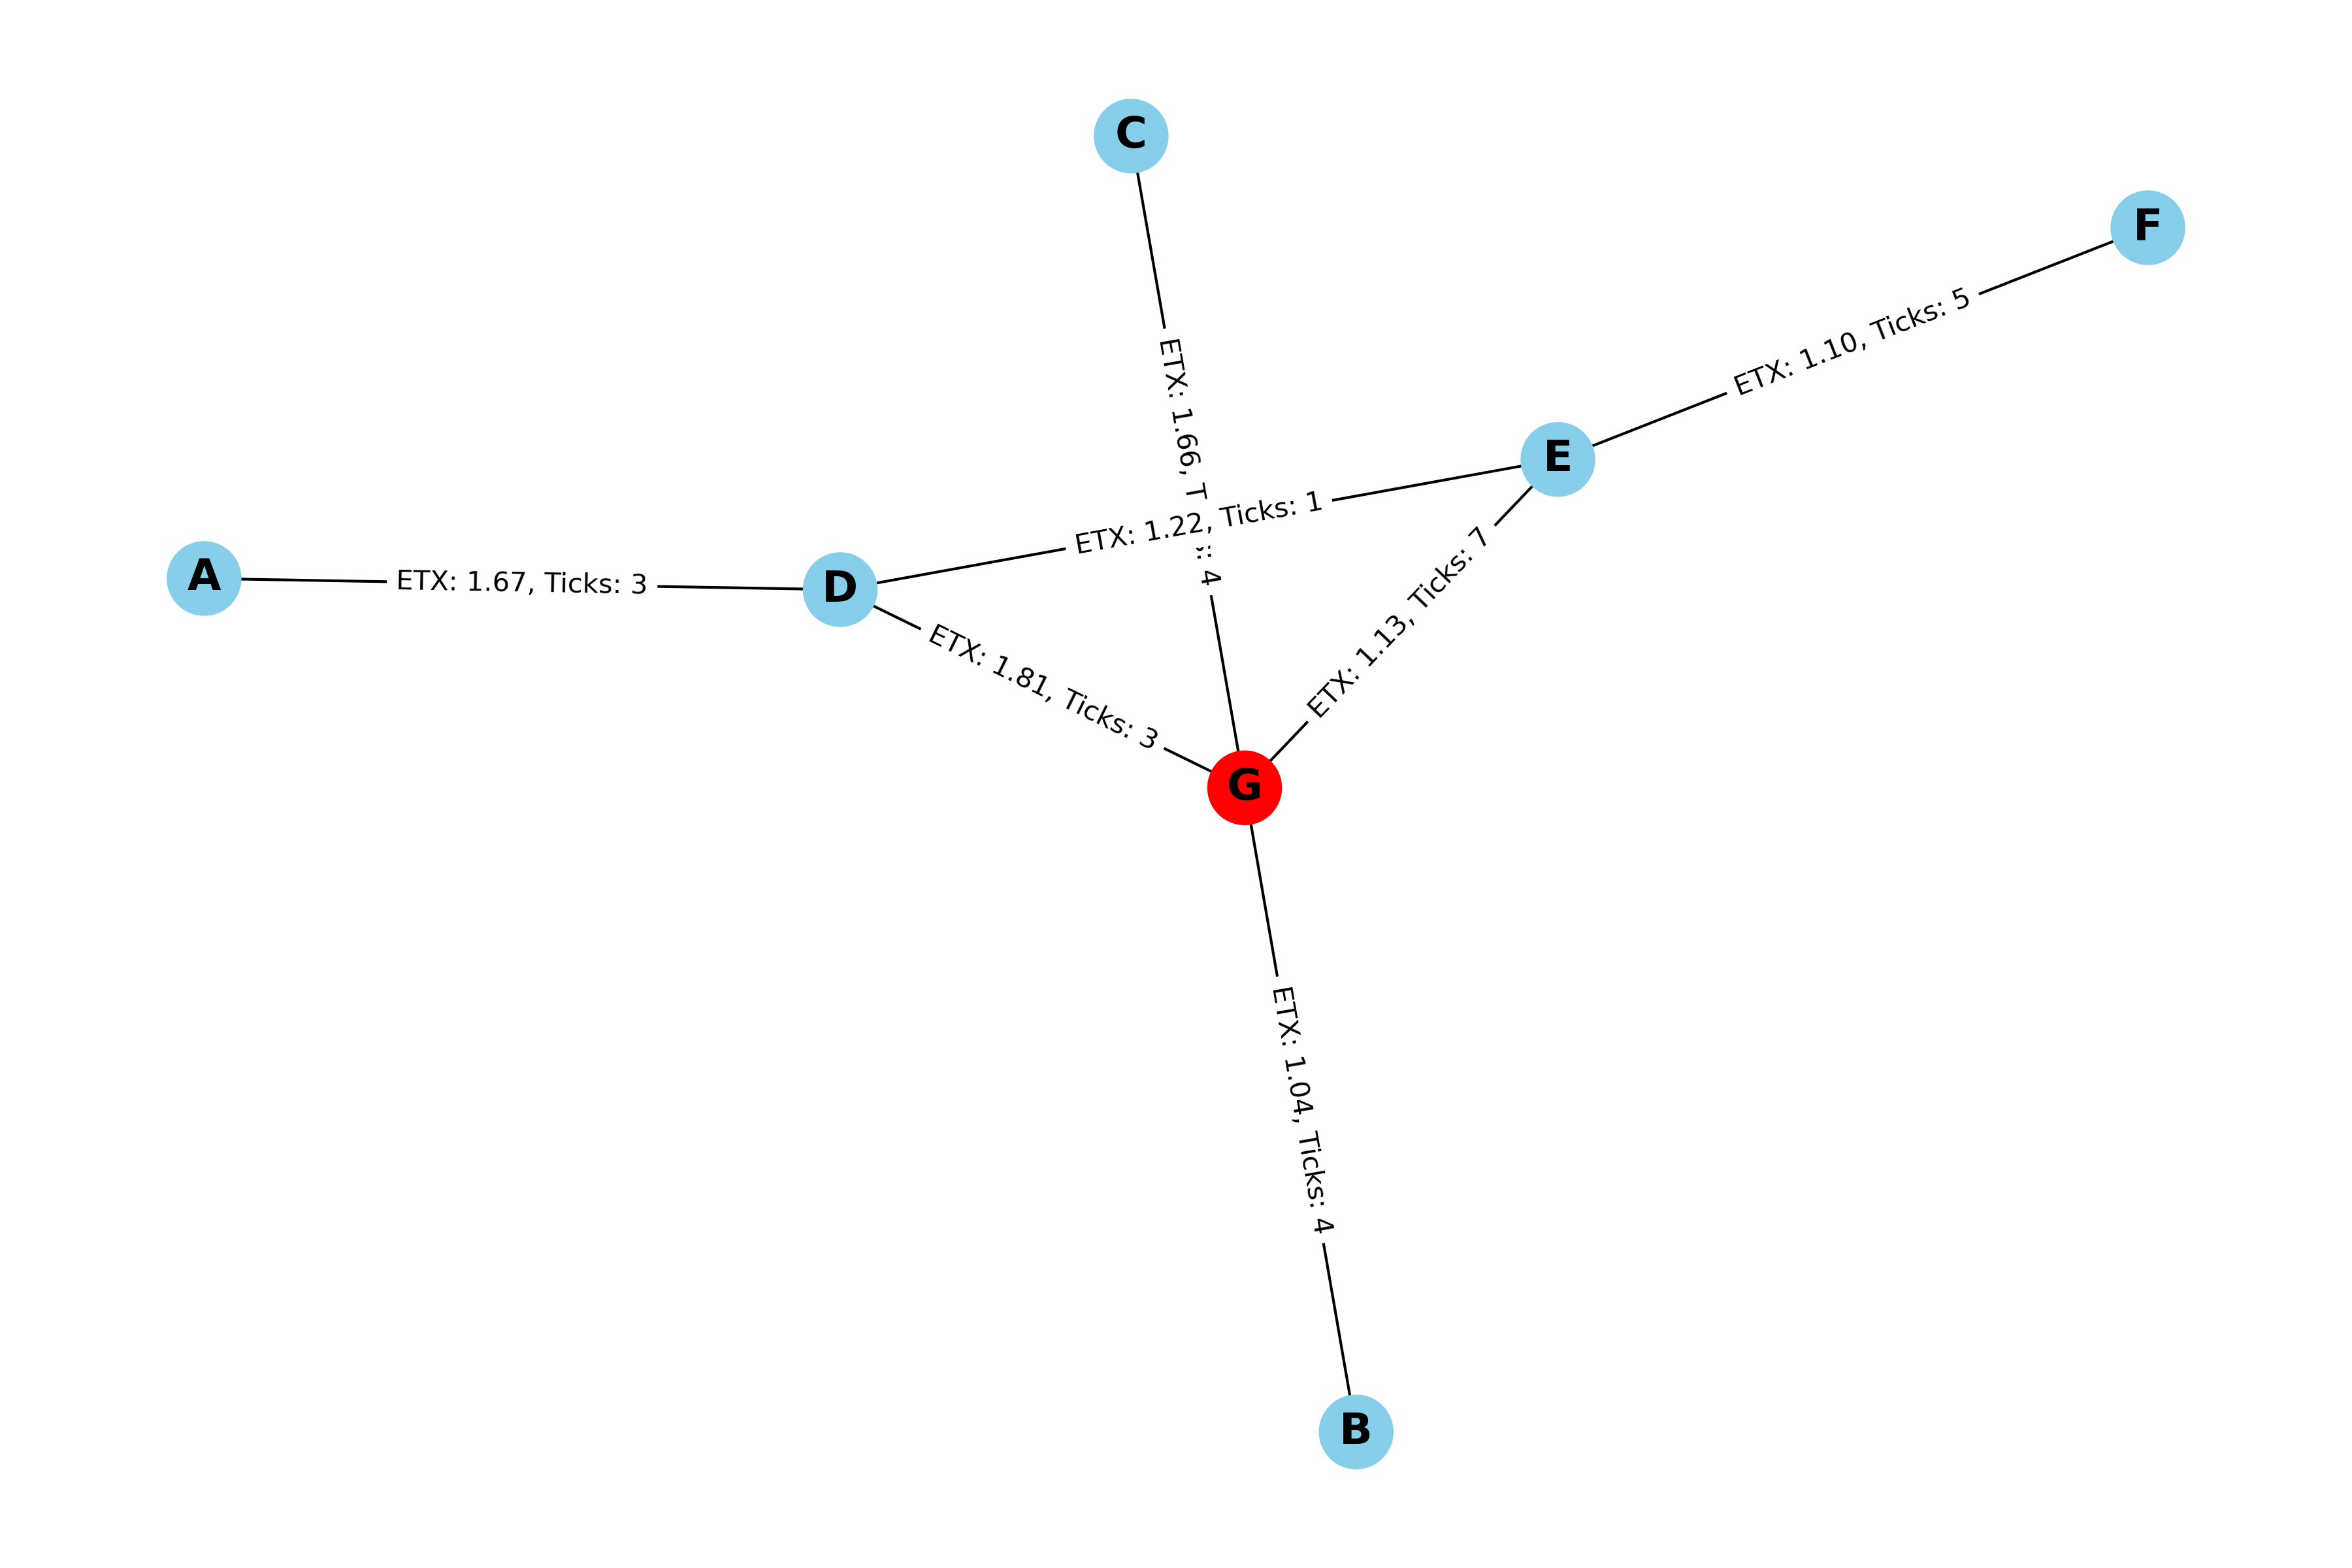 C
F
ETX: 1.10, Ticks: 5
ETX: 1.66, T : 4
E
ETX: 1.22, Ticks: 1
A
ETX: 1.67, Ticks: 3
D
ETX: 1.13, Ticks: 7
ETX: 1.81, Ticks: 3
G
ETX: 1.04, Ticks: 4
B